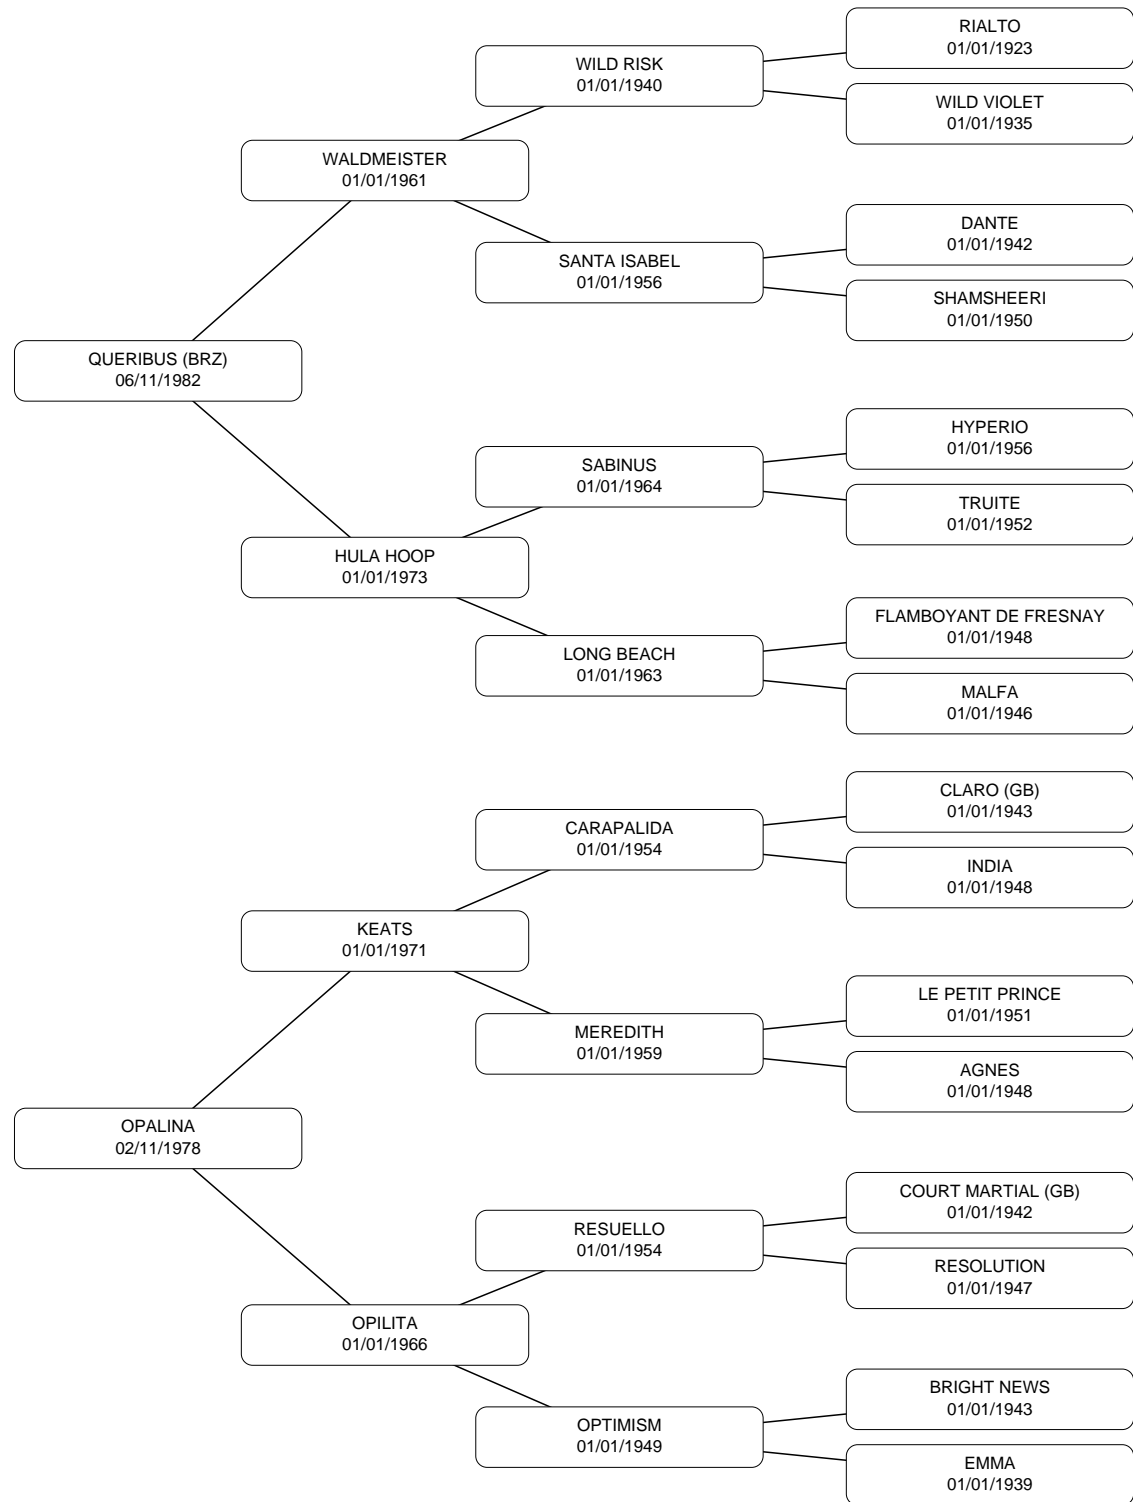 RIALTO
01/01/1923
WILD RISK
01/01/1940
WILD VIOLET
01/01/1935
WALDMEISTER
01/01/1961
DANTE
01/01/1942
SANTA ISABEL
01/01/1956
SHAMSHEERI
01/01/1950
QUERIBUS (BRZ)
06/11/1982
HYPERIO
01/01/1956
SABINUS
01/01/1964
TRUITE
01/01/1952
HULA HOOP
01/01/1973
FLAMBOYANT DE FRESNAY
01/01/1948
LONG BEACH
01/01/1963
MALFA
01/01/1946
CLARO (GB)
01/01/1943
CARAPALIDA
01/01/1954
INDIA
01/01/1948
KEATS
01/01/1971
LE PETIT PRINCE
01/01/1951
MEREDITH
01/01/1959
AGNES
01/01/1948
OPALINA
02/11/1978
COURT MARTIAL (GB)
01/01/1942
RESUELLO
01/01/1954
RESOLUTION
01/01/1947
OPILITA
01/01/1966
BRIGHT NEWS
01/01/1943
OPTIMISM
01/01/1949
EMMA
01/01/1939